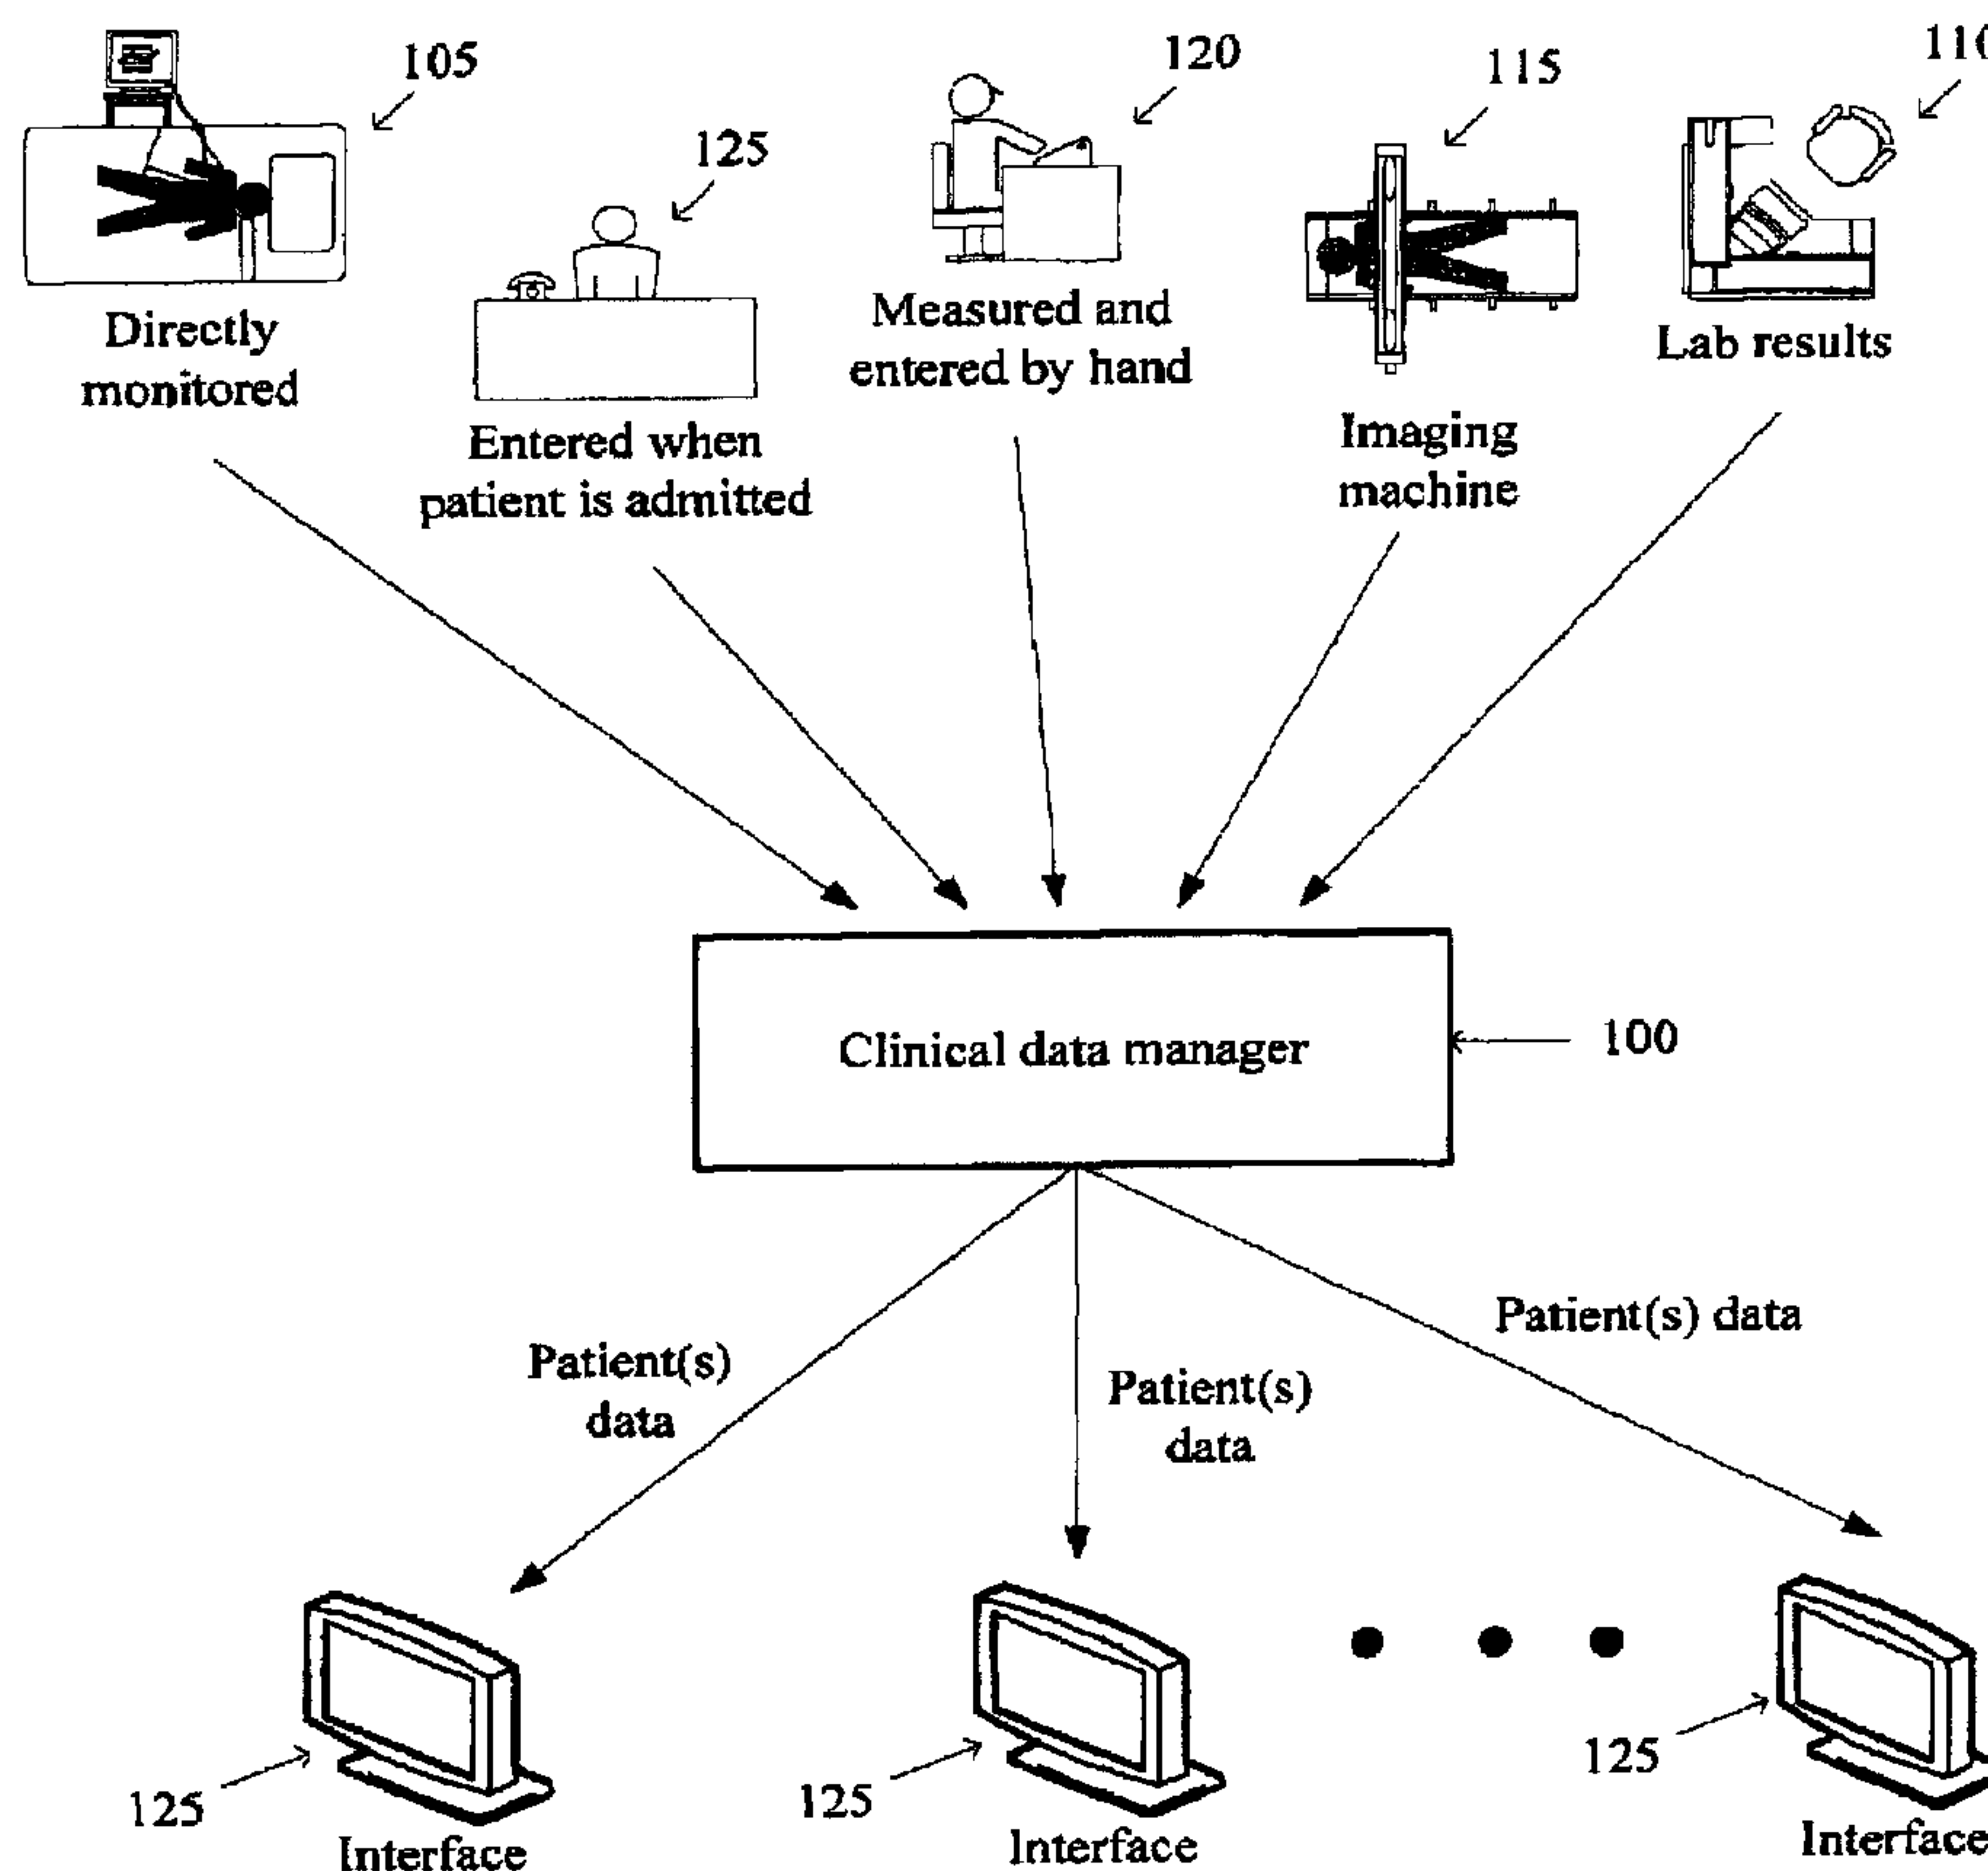 105
120
115
110
125
Directly
monitored
Entered when
patient is admitted
Measured and
entered by hand
Imaging
machine
Lab results
Clinical data manager
100
Patient(s)
data
Patient(s)
data
Patient(s) data
125
125
125
Interface
Interface
Interface